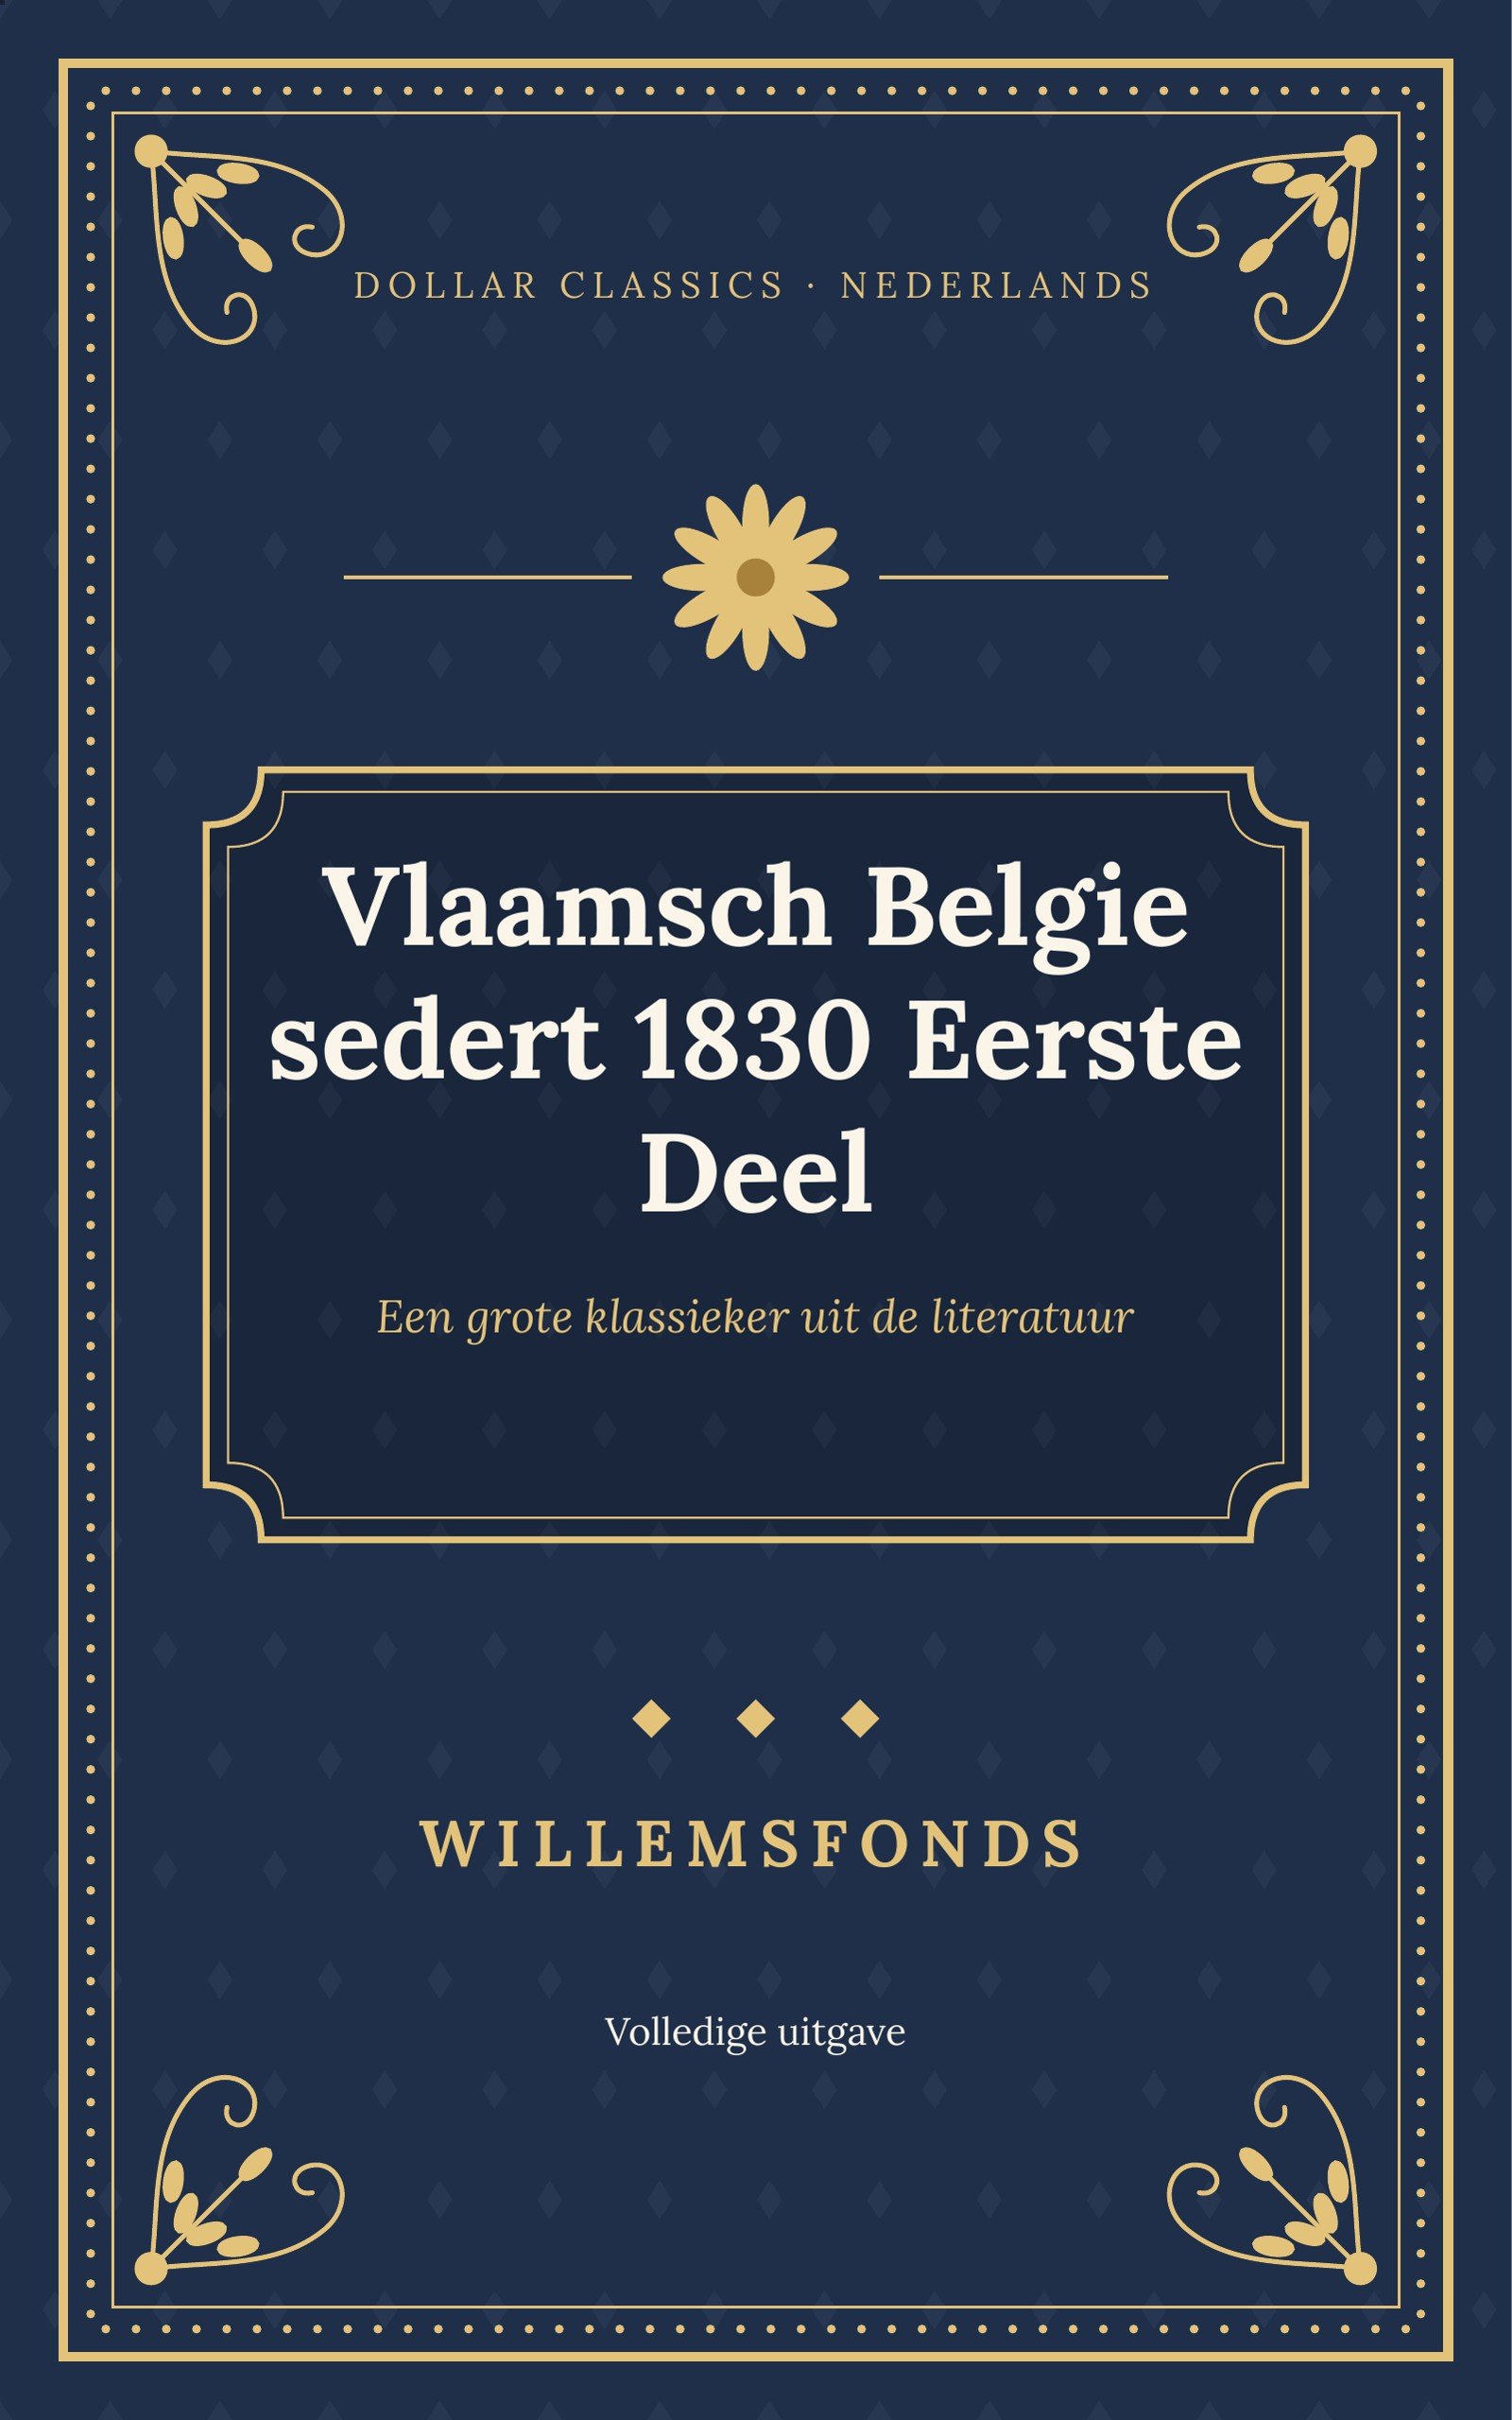 DOLLAR CLASSICS · NEDERLANDS
Vlaamsch Belgie
sedert 1830 Eerste
Deel
Een grote klassieker uit de literatuur
WILLEMSFONDS
Volledige uitgave